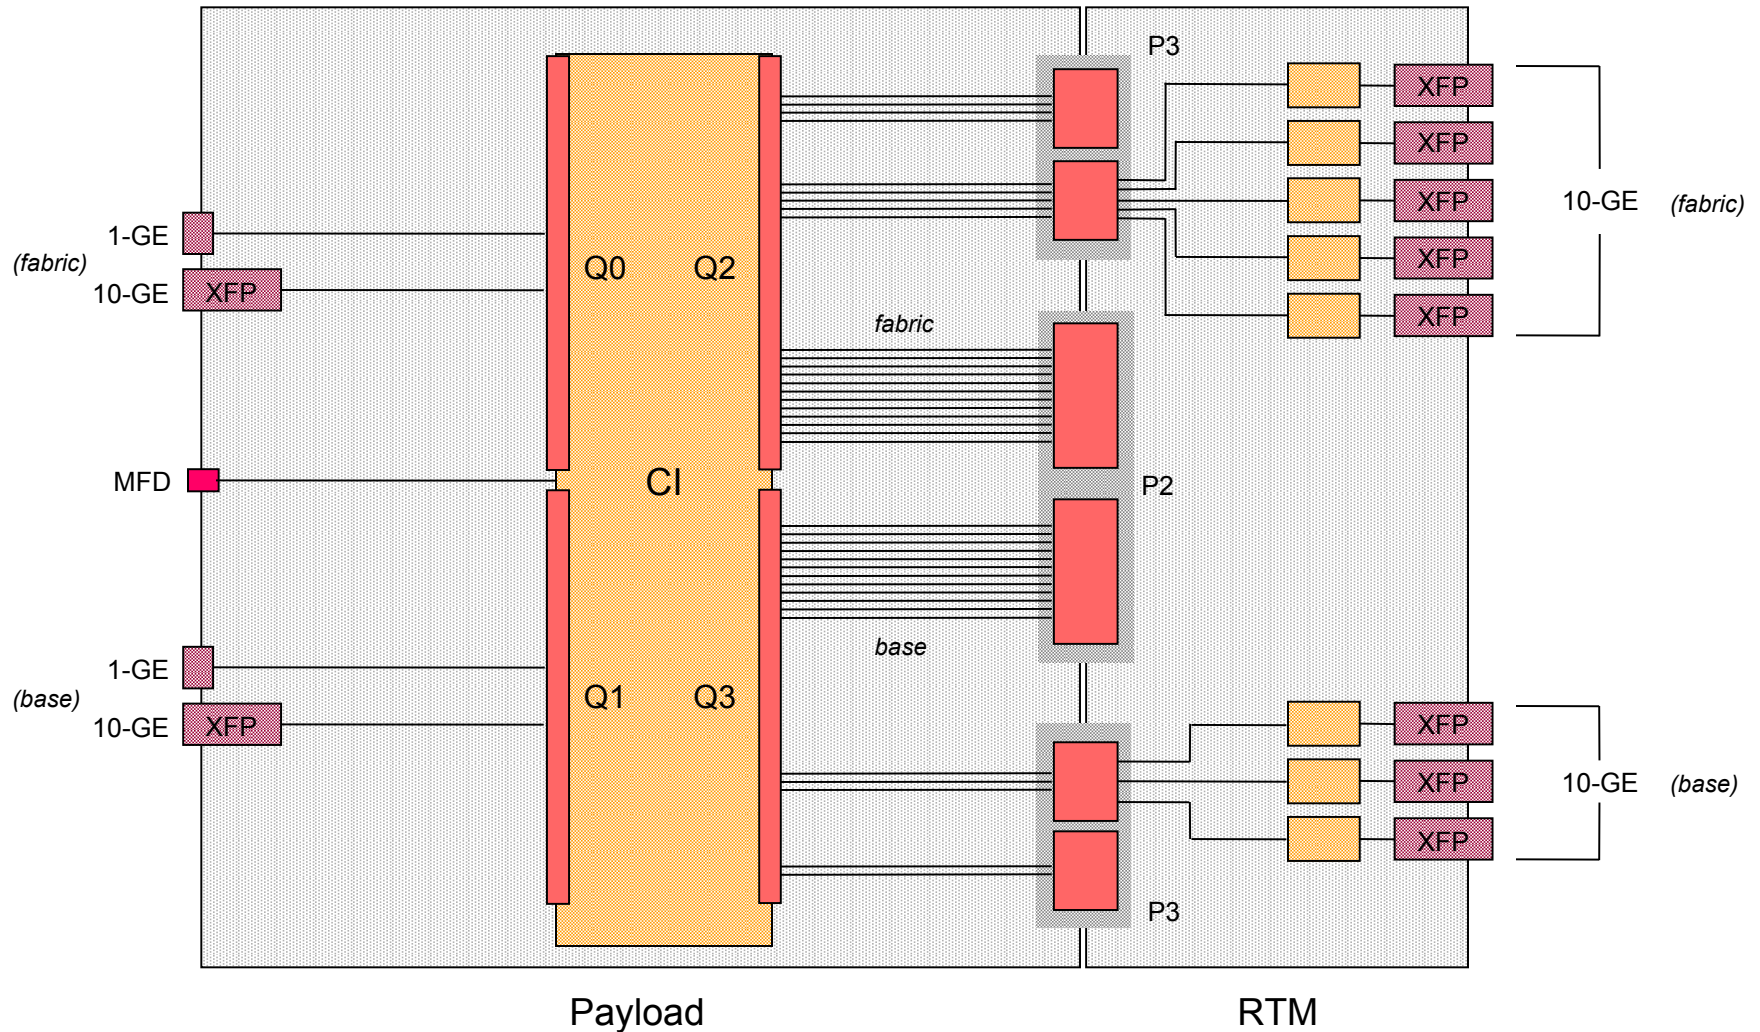 P3
XFP
XFP
XFP
10-GE (fabric)
XFP
XFP
1-GE
(fabric)
10-GE XFP
Q0 Q2
fabric
MFD
CI
P2
base
1-GE
(base)
10-GE XFP
Q1 Q3
XFP
XFP
10-GE (base)
XFP
P3
Payload RTM